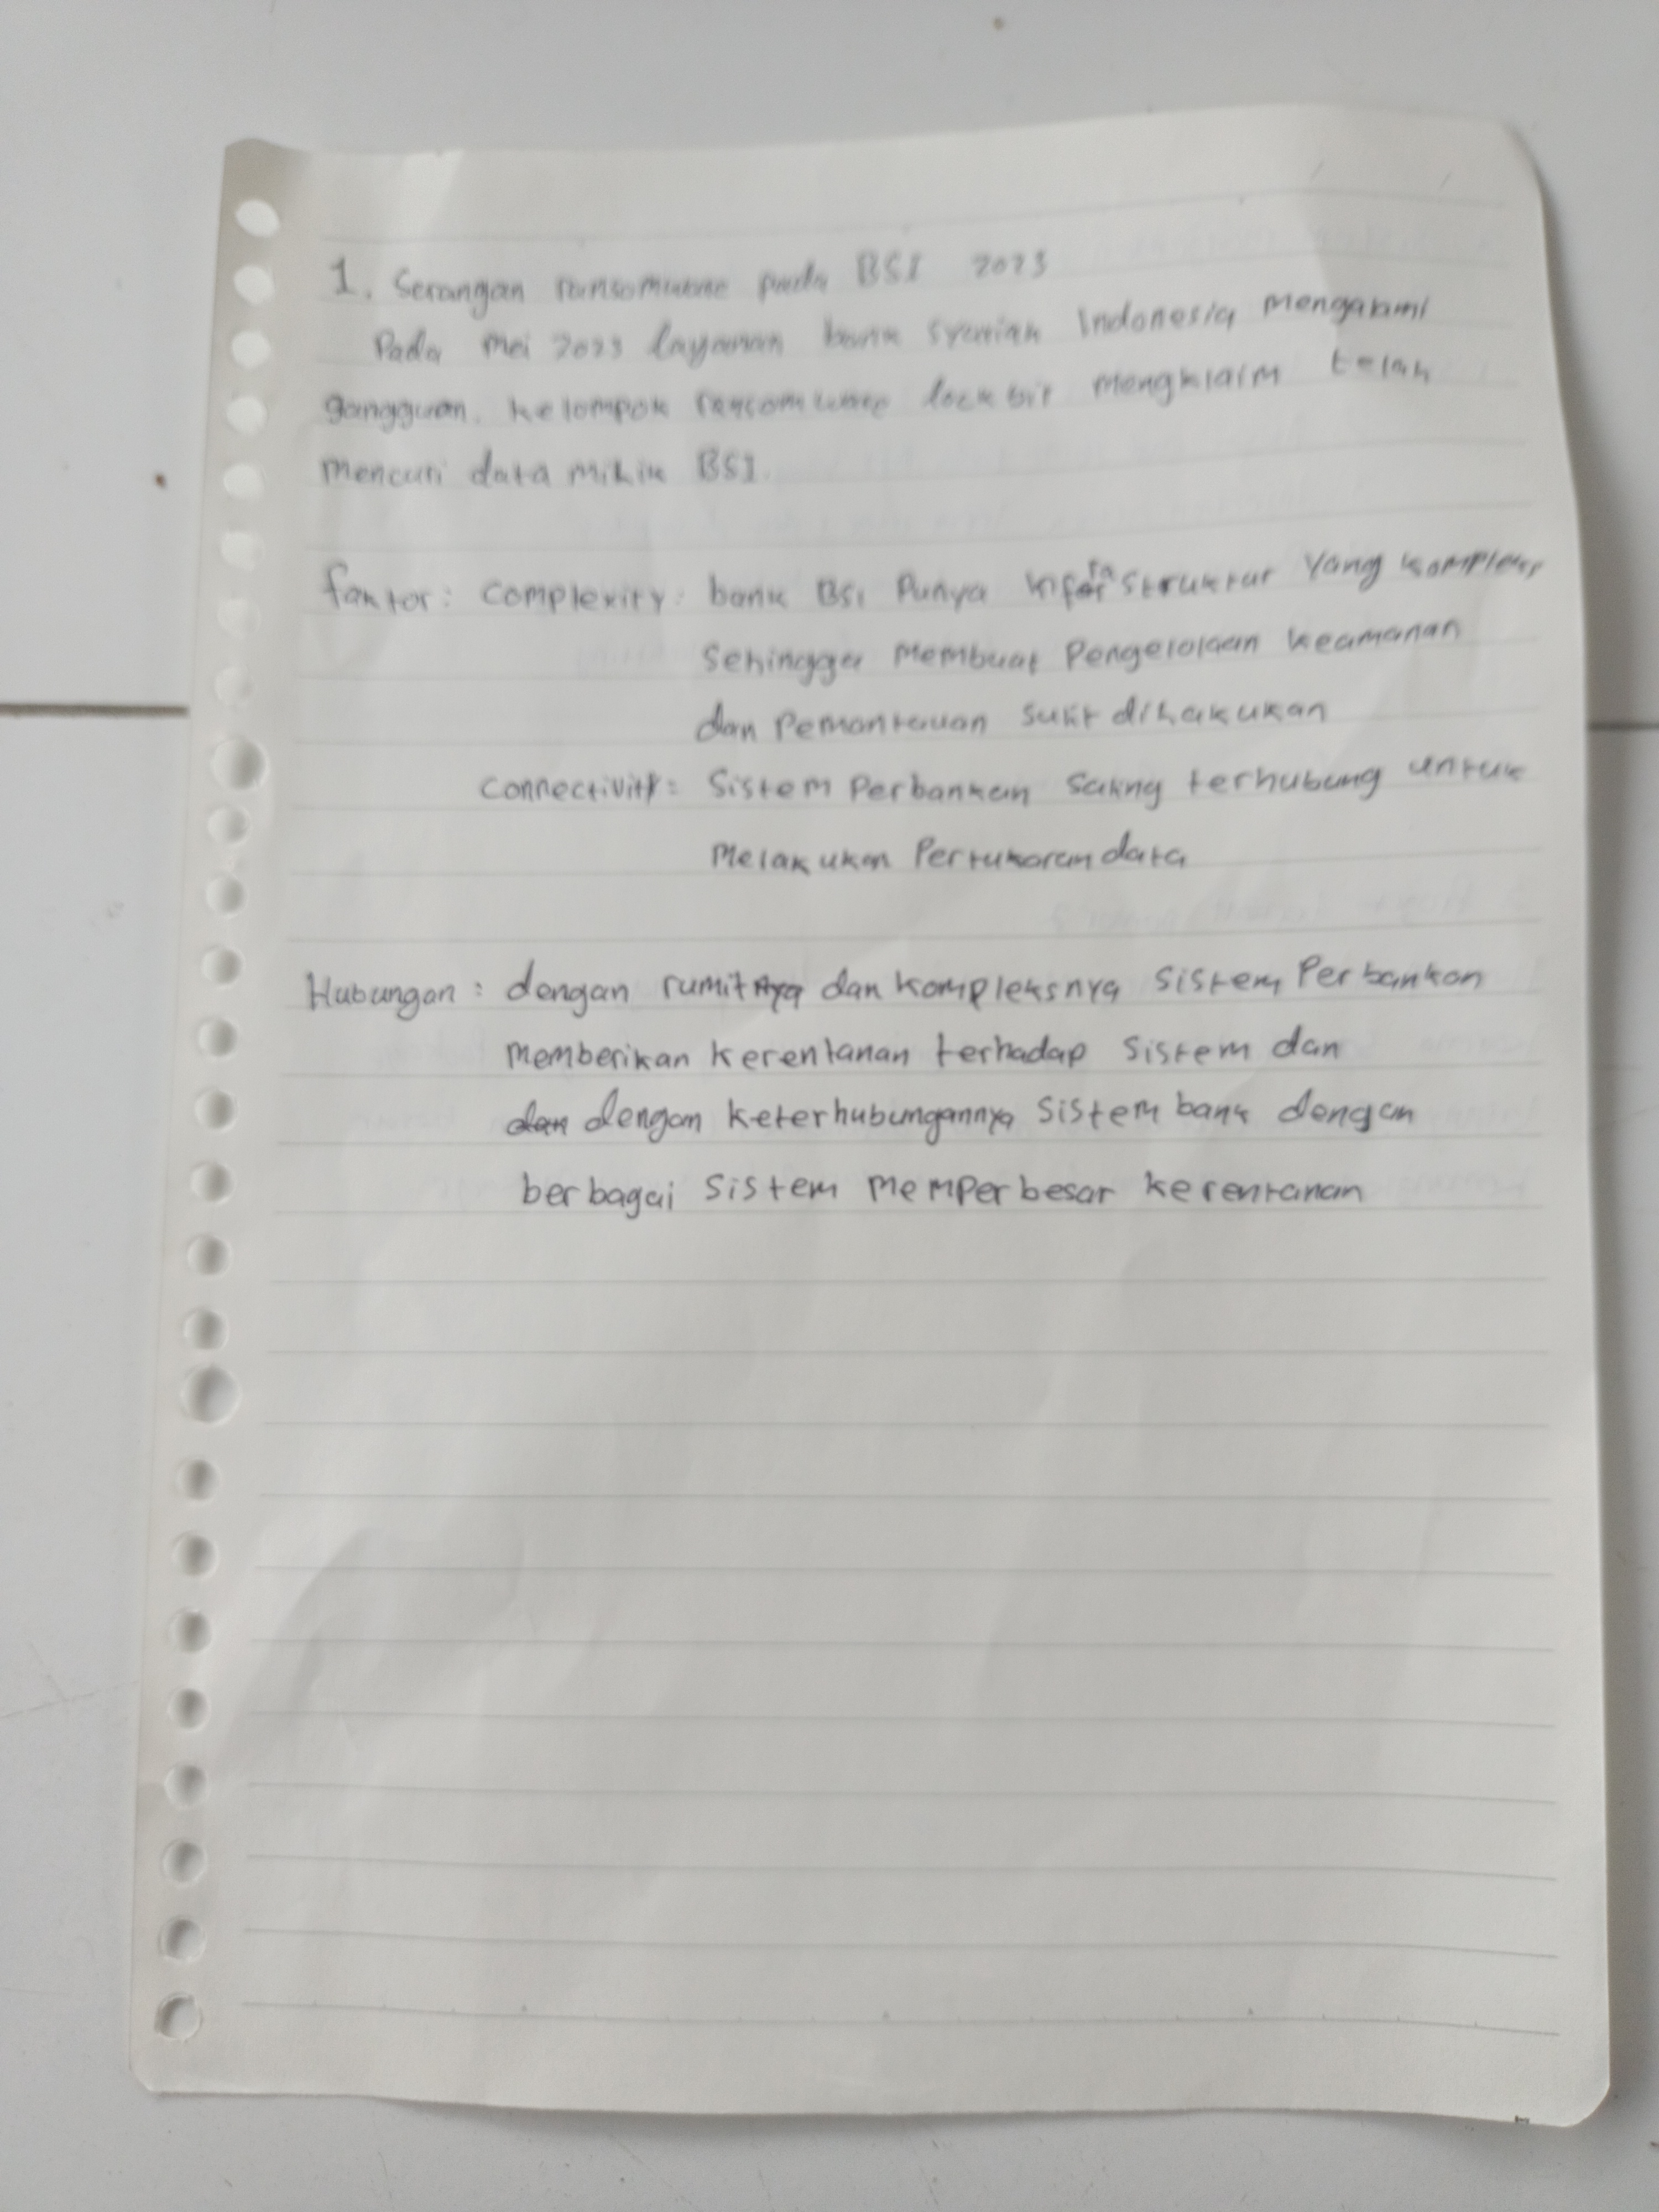 1. Serangan ransomware pada BSI 2023
Pada Mei 2023 layanan bank syariah Indonesia mengalami
gangguan. kelompok ransomware lockbit mengklaim telah
mencuri data milik BSI.
faktor: complexity: bank BSI Punya infrastruktur yang kompleks
sehingga membuat pengelolaan keamanan
dan pemantauan sulit dilakukan
connectivity: Sistem Perbankan saling terhubung untuk
Melakukan Pertukaran data
Hubungan: dengan rumitnya dan kompleksnya sistem Perbankan
memberikan kerentanan terhadap sistem dan
dan dengan keterhubungannya sistem bank dengan
berbagai sistem memperbesar kerentanan